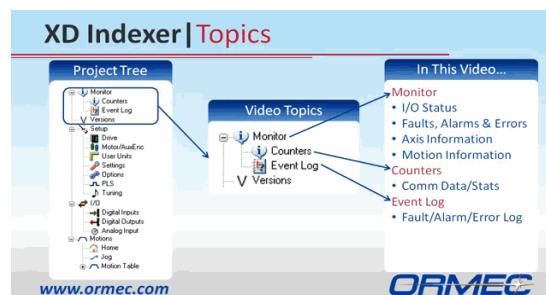 XD Indexer|Topics
Project Tree
Monitor
Counters
Event Log
Versions
Setup
Drive
Motor/AuxEnc
User Units
Settings
Options
PLS
Tuning
I/O
Digital Inputs
Digital Outputs
Analog Input
Motions
Home
Jog
Motion Table
Video Topics
Monitor
Counters
Event Log
Versions
In This Video...
Monitor
• I/O Status
• Faults, Alarms & Errors
• Axis Information
• Motion Information
Counters
• Comm Data/Stats
Event Log
• Fault/Alarm/Error Log
www.ormec.com
ORMEC